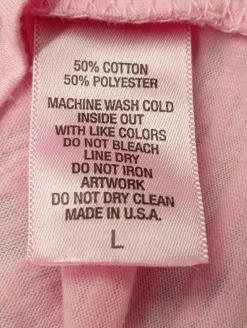 50% COTTON
50% POLYESTER
MACHINE WASH COLD
INSIDE OUT
WITH LIKE COLORS
DO NOT BLEACH
LINE DRY
DO NOT IRON
ARTWORK
DO NOT DRY CLEAN
MADE IN U.S.A.
L